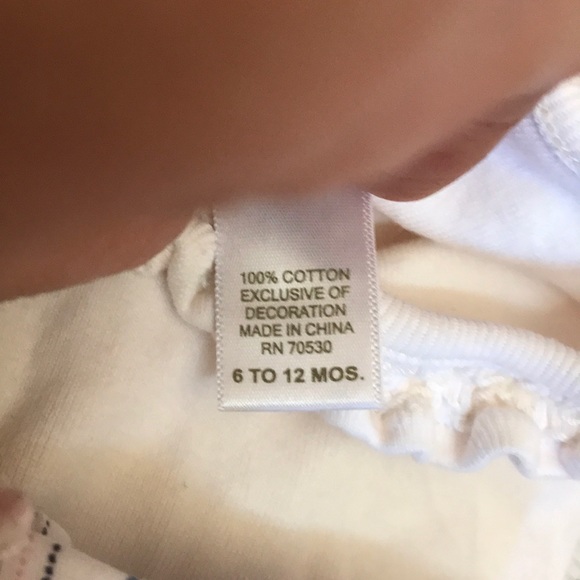 100% COTTON
EXCLUSIVE OF
DECORATION
MADE IN CHINA
RN 70530
6 TO 12 MOS.